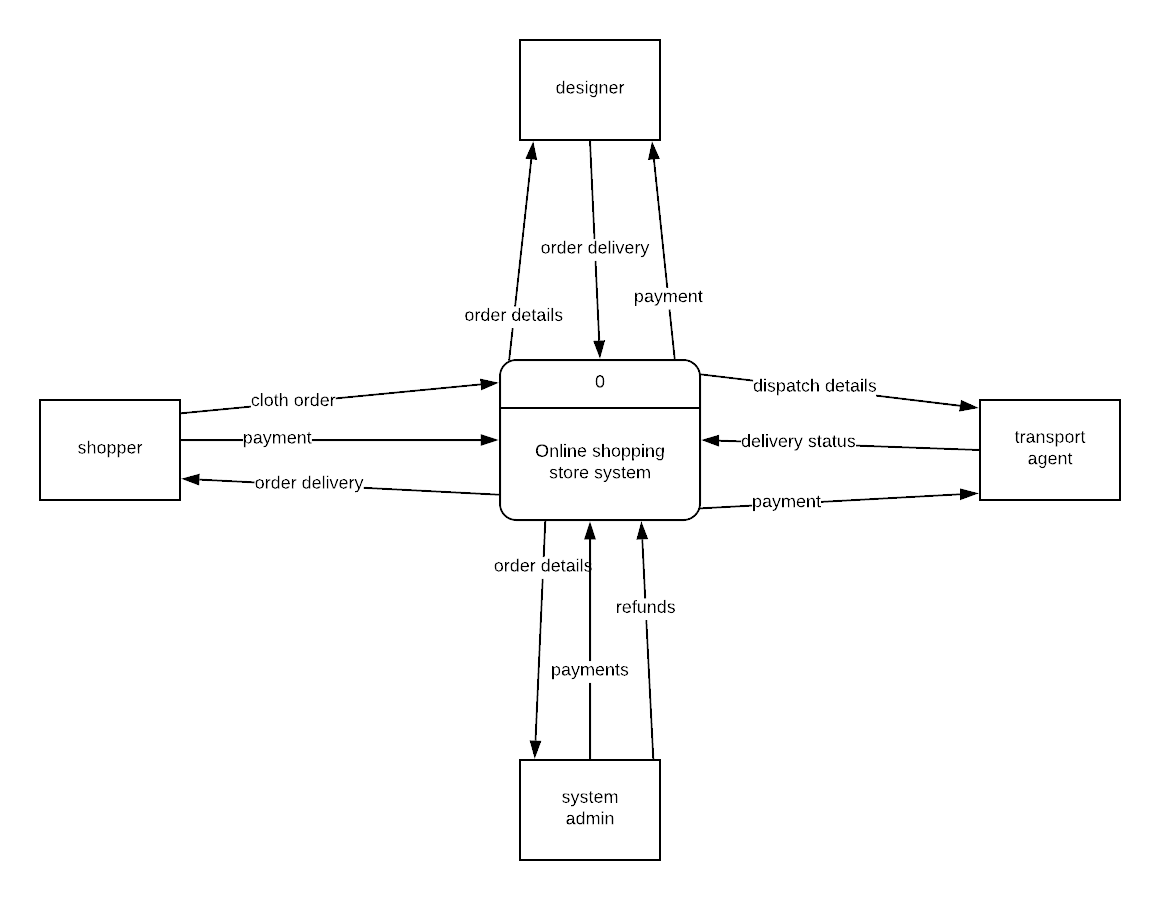 designer
order delivery
payment
order details
0
dispatch details
cloth order
payment
shopper
Online shopping
store system
delivery status
transport
agent
order delivery
payment
order details
refunds
payments
system
admin